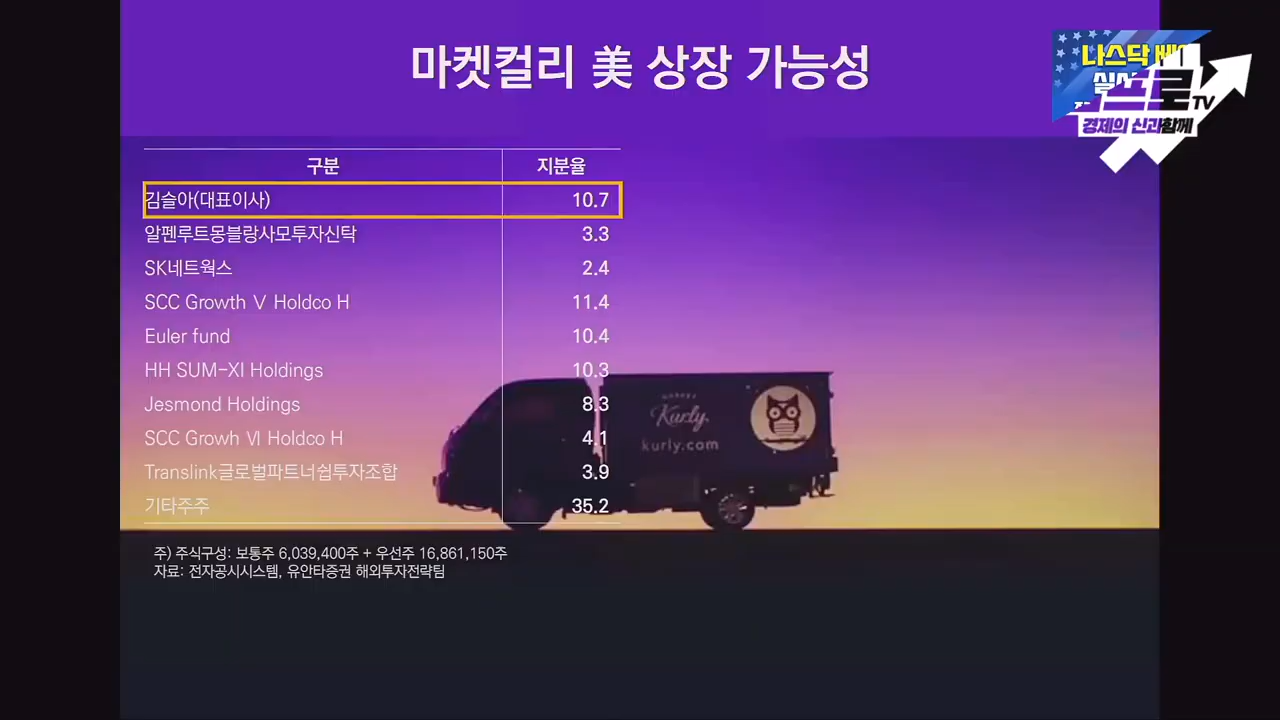 마켓컬리 美 상장 가능성
나스닥
TV
경제의 신과함께
구분 지분율
김슬아(대표이사) 10.7
알펜루트몽블랑사모투자신탁 3.3
SK네트웍스 2.4
SCC Growth Ⅴ Holdco H 11.4
Euler fund 10.4
HH SUM-XI Holdings 10.3
Jesmond Holdings 8.3
SCC Growh Ⅵ Holdco H 4.1
Translink글로벌파트너쉽투자조합 3.9
기타주주 35.2
Kurly
kurly.com
주) 주식구성: 보통주 6,039,400주 + 우선주 16,861,150주
자료: 전자공시시스템, 유안타증권 해외투자전략팀